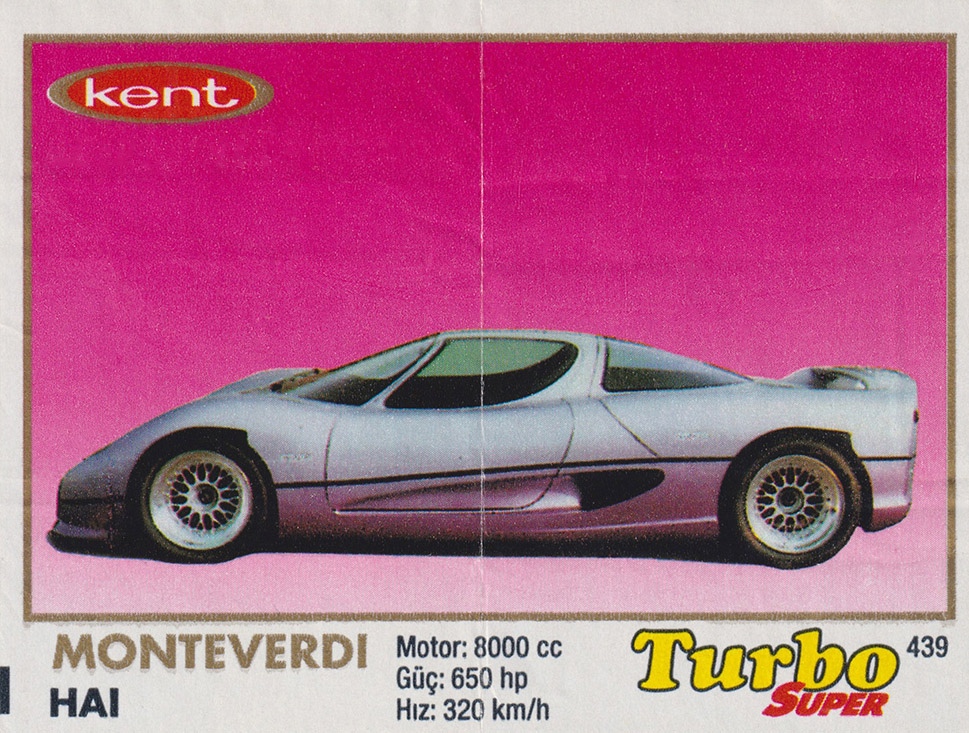 kent
MONTEVERDI
HAI
Motor: 8000 cc
Güç: 650 hp
Hız: 320 km/h
Turbo
SUPER
439